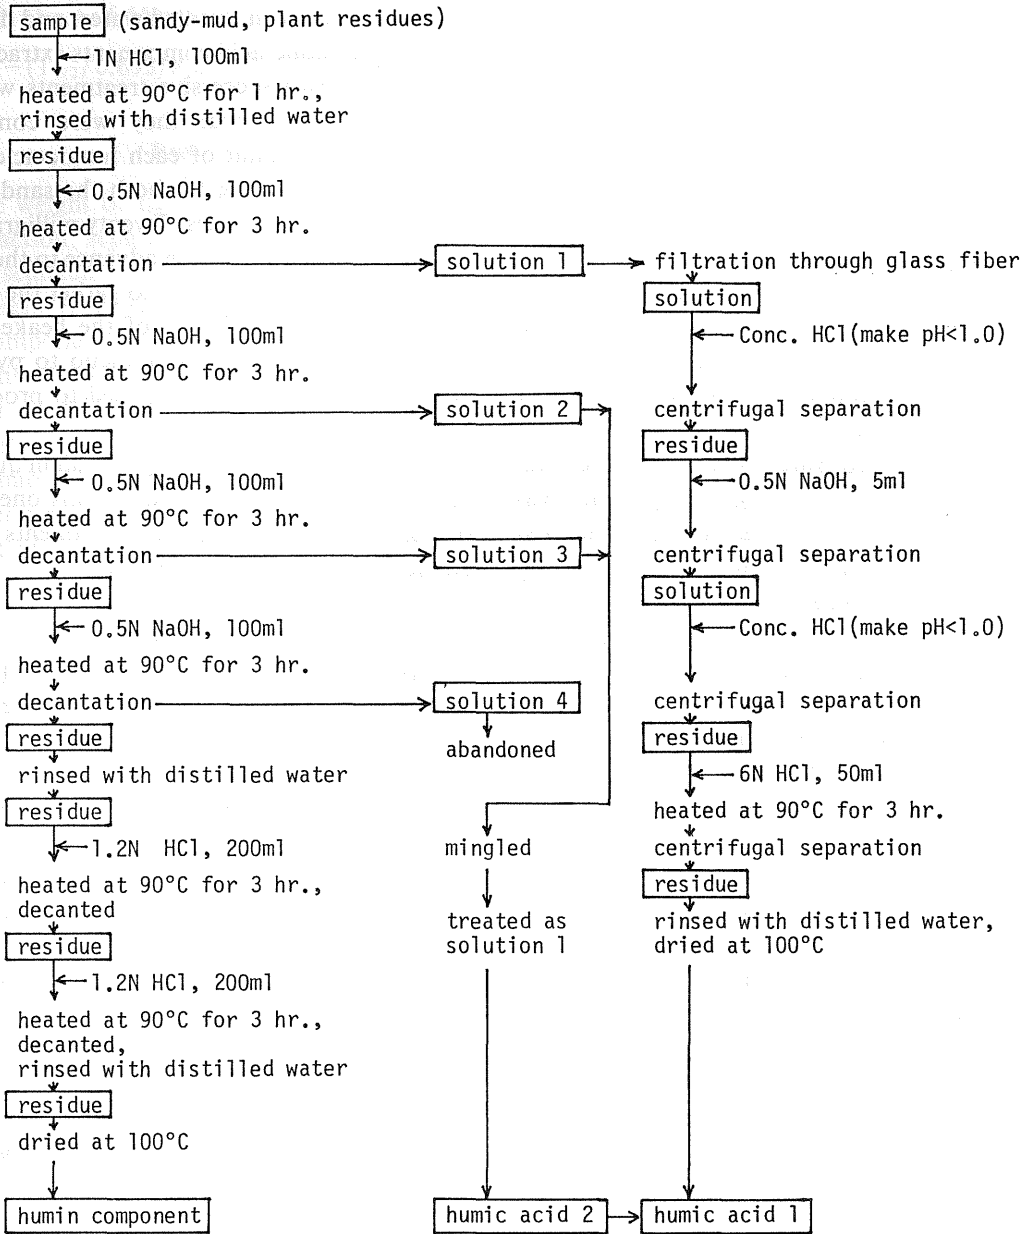 sample (sandy-mud, plant residues)
1N HCl, 100ml
heated at 90°C for 1 hr.,
rinsed with distilled water
residue
0.5N NaOH, 100ml
heated at 90°C for 3 hr.
decantation
residue
0.5N NaOH, 100ml
heated at 90°C for 3 hr.
decantation
residue
0.5N NaOH, 100ml
heated at 90°C for 3 hr.
decantation
residue
0.5N NaOH, 100ml
heated at 90°C for 3 hr.
decantation
residue
rinsed with distilled water
residue
1.2N HCl, 200ml
heated at 90°C for 3 hr.,
decanted
residue
1.2N HCl, 200ml
heated at 90°C for 3 hr.,
decanted,
rinsed with distilled water
residue
dried at 100°C
humin component
solution 1
solution 2
solution 3
solution 4
abandoned
mingled
treated as
solution 1
humic acid 2
filtration through glass fiber
solution
Conc. HCl(make pH<1.0)
centrifugal separation
residue
0.5N NaOH, 5ml
centrifugal separation
solution
Conc. HCl(make pH<1.0)
centrifugal separation
residue
6N HCl, 50ml
heated at 90°C for 3 hr.
centrifugal separation
residue
rinsed with distilled water,
dried at 100°C
humic acid 1